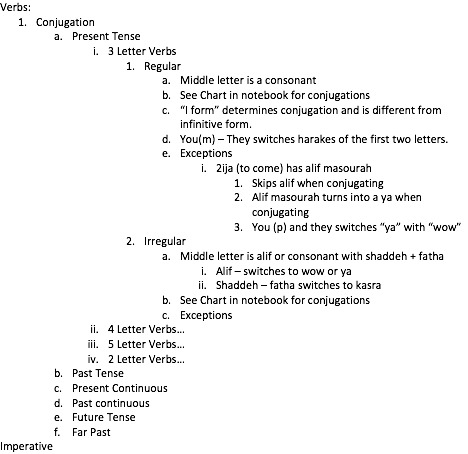 Verbs:
1. Conjugation
a. Present Tense
i. 3 Letter Verbs
1. Regular
a. Middle letter is a consonant
b. See Chart in notebook for conjugations
c. “I form” determines conjugation and is different from
infinitive form.
d. You(m) – They switches harakes of the first two letters.
e. Exceptions
i. 2ija (to come) has alif masourah
1. Skips alif when conjugating
2. Alif masourah turns into a ya when
conjugating
3. You (p) and they switches “ya” with “wow”
2. Irregular
a. Middle letter is alif or consonant with shaddeh + fatha
i. Alif – switches to wow or ya
ii. Shaddeh – fatha switches to kasra
b. See Chart in notebook for conjugations
c. Exceptions
ii. 4 Letter Verbs...
iii. 5 Letter Verbs...
iv. 2 Letter Verbs...
b. Past Tense
c. Present Continuous
d. Past continuous
e. Future Tense
f. Far Past
Imperative